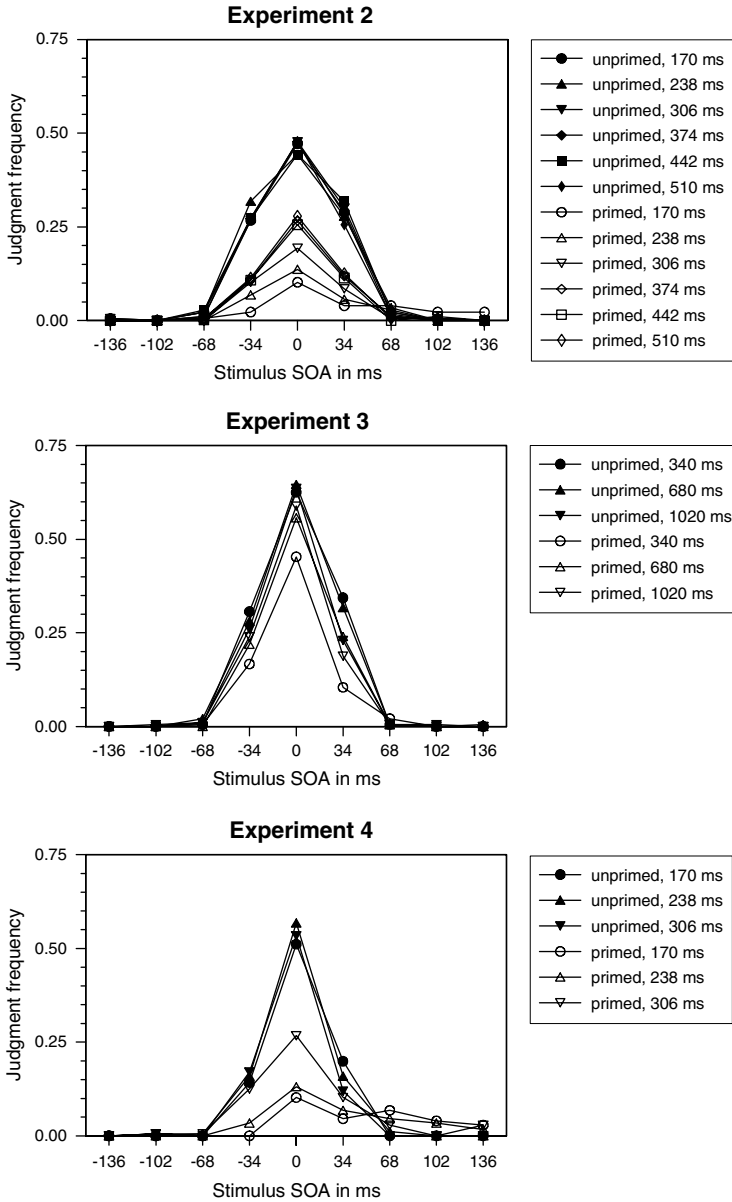 Experiment 2
0.75
0.50
0.25
0.00
Judgment frequency
-136 -102 -68 -34 0 34 68 102 136
Stimulus SOA in ms
unprimed, 170 ms
unprimed, 238 ms
unprimed, 306 ms
unprimed, 374 ms
unprimed, 442 ms
unprimed, 510 ms
primed, 170 ms
primed, 238 ms
primed, 306 ms
primed, 374 ms
primed, 442 ms
primed, 510 ms
Experiment 3
0.75
0.50
0.25
0.00
Judgment frequency
-136 -102 -68 -34 0 34 68 102 136
Stimulus SOA in ms
unprimed, 340 ms
unprimed, 680 ms
unprimed, 1020 ms
primed, 340 ms
primed, 680 ms
primed, 1020 ms
Experiment 4
0.75
0.50
0.25
0.00
Judgment frequency
-136 -102 -68 -34 0 34 68 102 136
Stimulus SOA in ms
unprimed, 170 ms
unprimed, 238 ms
unprimed, 306 ms
primed, 170 ms
primed, 238 ms
primed, 306 ms